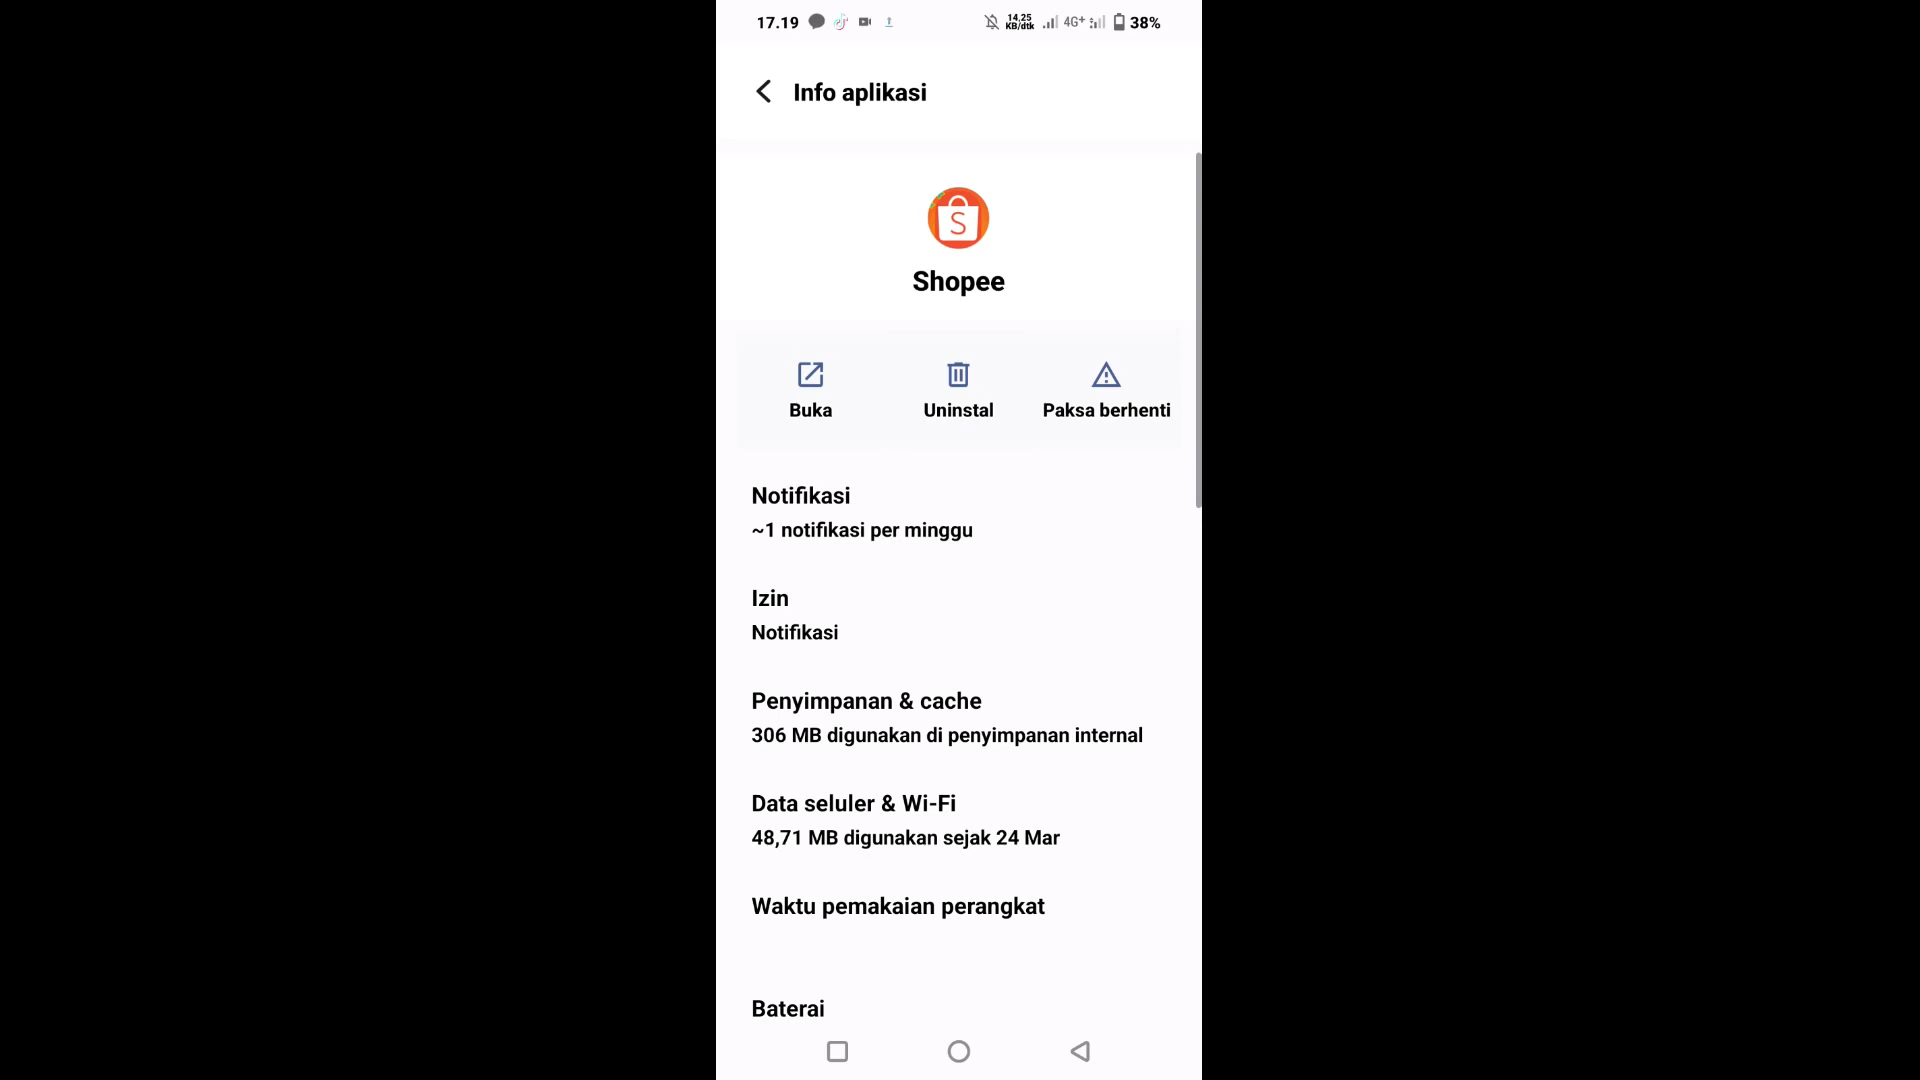 17.19 14,25 KB/dtk 4G+ 38%
Info aplikasi
S
Shopee
Buka Uninstal Paksa berhenti
Notifikasi
~1 notifikasi per minggu
Izin
Notifikasi
Penyimpanan & cache
306 MB digunakan di penyimpanan internal
Data seluler & Wi-Fi
48,71 MB digunakan sejak 24 Mar
Waktu pemakaian perangkat
Baterai